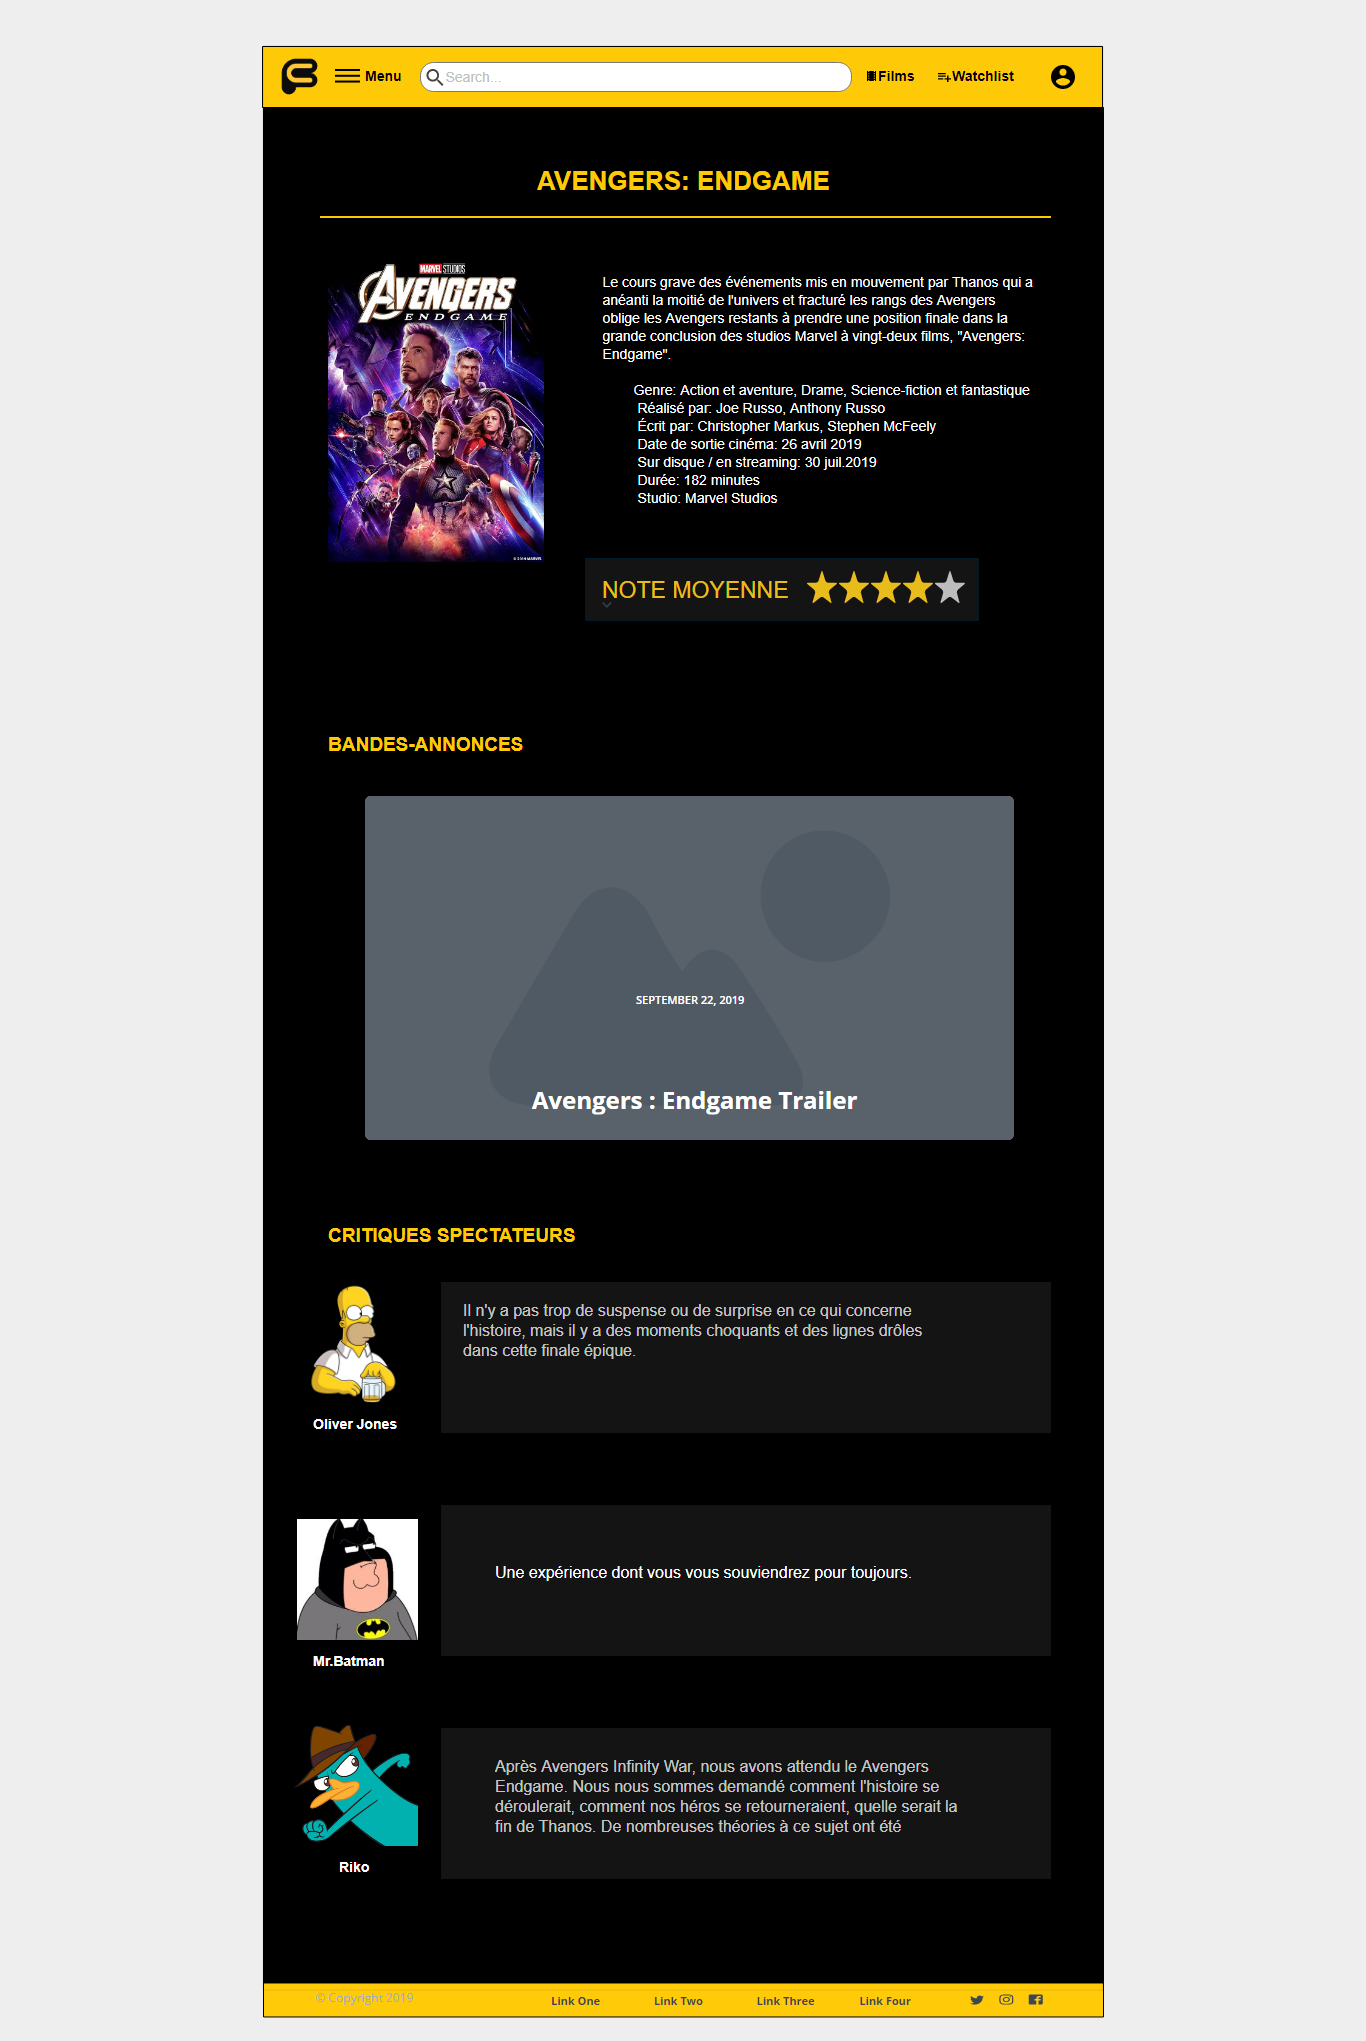 Menu
Search...
Films
Watchlist
AVENGERS: ENDGAME
MARVEL STUDIOS
AVENGERS
ENDGAME
Le cours grave des événements mis en mouvement par Thanos qui a
anéanti la moitié de l'univers et fracturé les rangs des Avengers
oblige les Avengers restants à prendre une position finale dans la
grande conclusion des studios Marvel à vingt-deux films, "Avengers:
Endgame".
Genre: Action et aventure, Drame, Science-fiction et fantastique
Réalisé par: Joe Russo, Anthony Russo
Écrit par: Christopher Markus, Stephen McFeely
Date de sortie cinéma: 26 avril 2019
Sur disque / en streaming: 30 juil.2019
Durée: 182 minutes
Studio: Marvel Studios
NOTE MOYENNE
BANDES-ANNONCES
SEPTEMBER 22, 2019
Avengers : Endgame Trailer
CRITIQUES SPECTATEURS
Il n'y a pas trop de suspense ou de surprise en ce qui concerne
l'histoire, mais il y a des moments choquants et des lignes drôles
dans cette finale épique.
Oliver Jones
Une expérience dont vous vous souviendrez pour toujours.
Mr.Batman
Après Avengers Infinity War, nous avons attendu le Avengers
Endgame. Nous nous sommes demandé comment l'histoire se
déroulerait, comment nos héros se retourneraient, quelle serait la
fin de Thanos. De nombreuses théories à ce sujet ont été
Riko
© Copyright 2019
Link One
Link Two
Link Three
Link Four